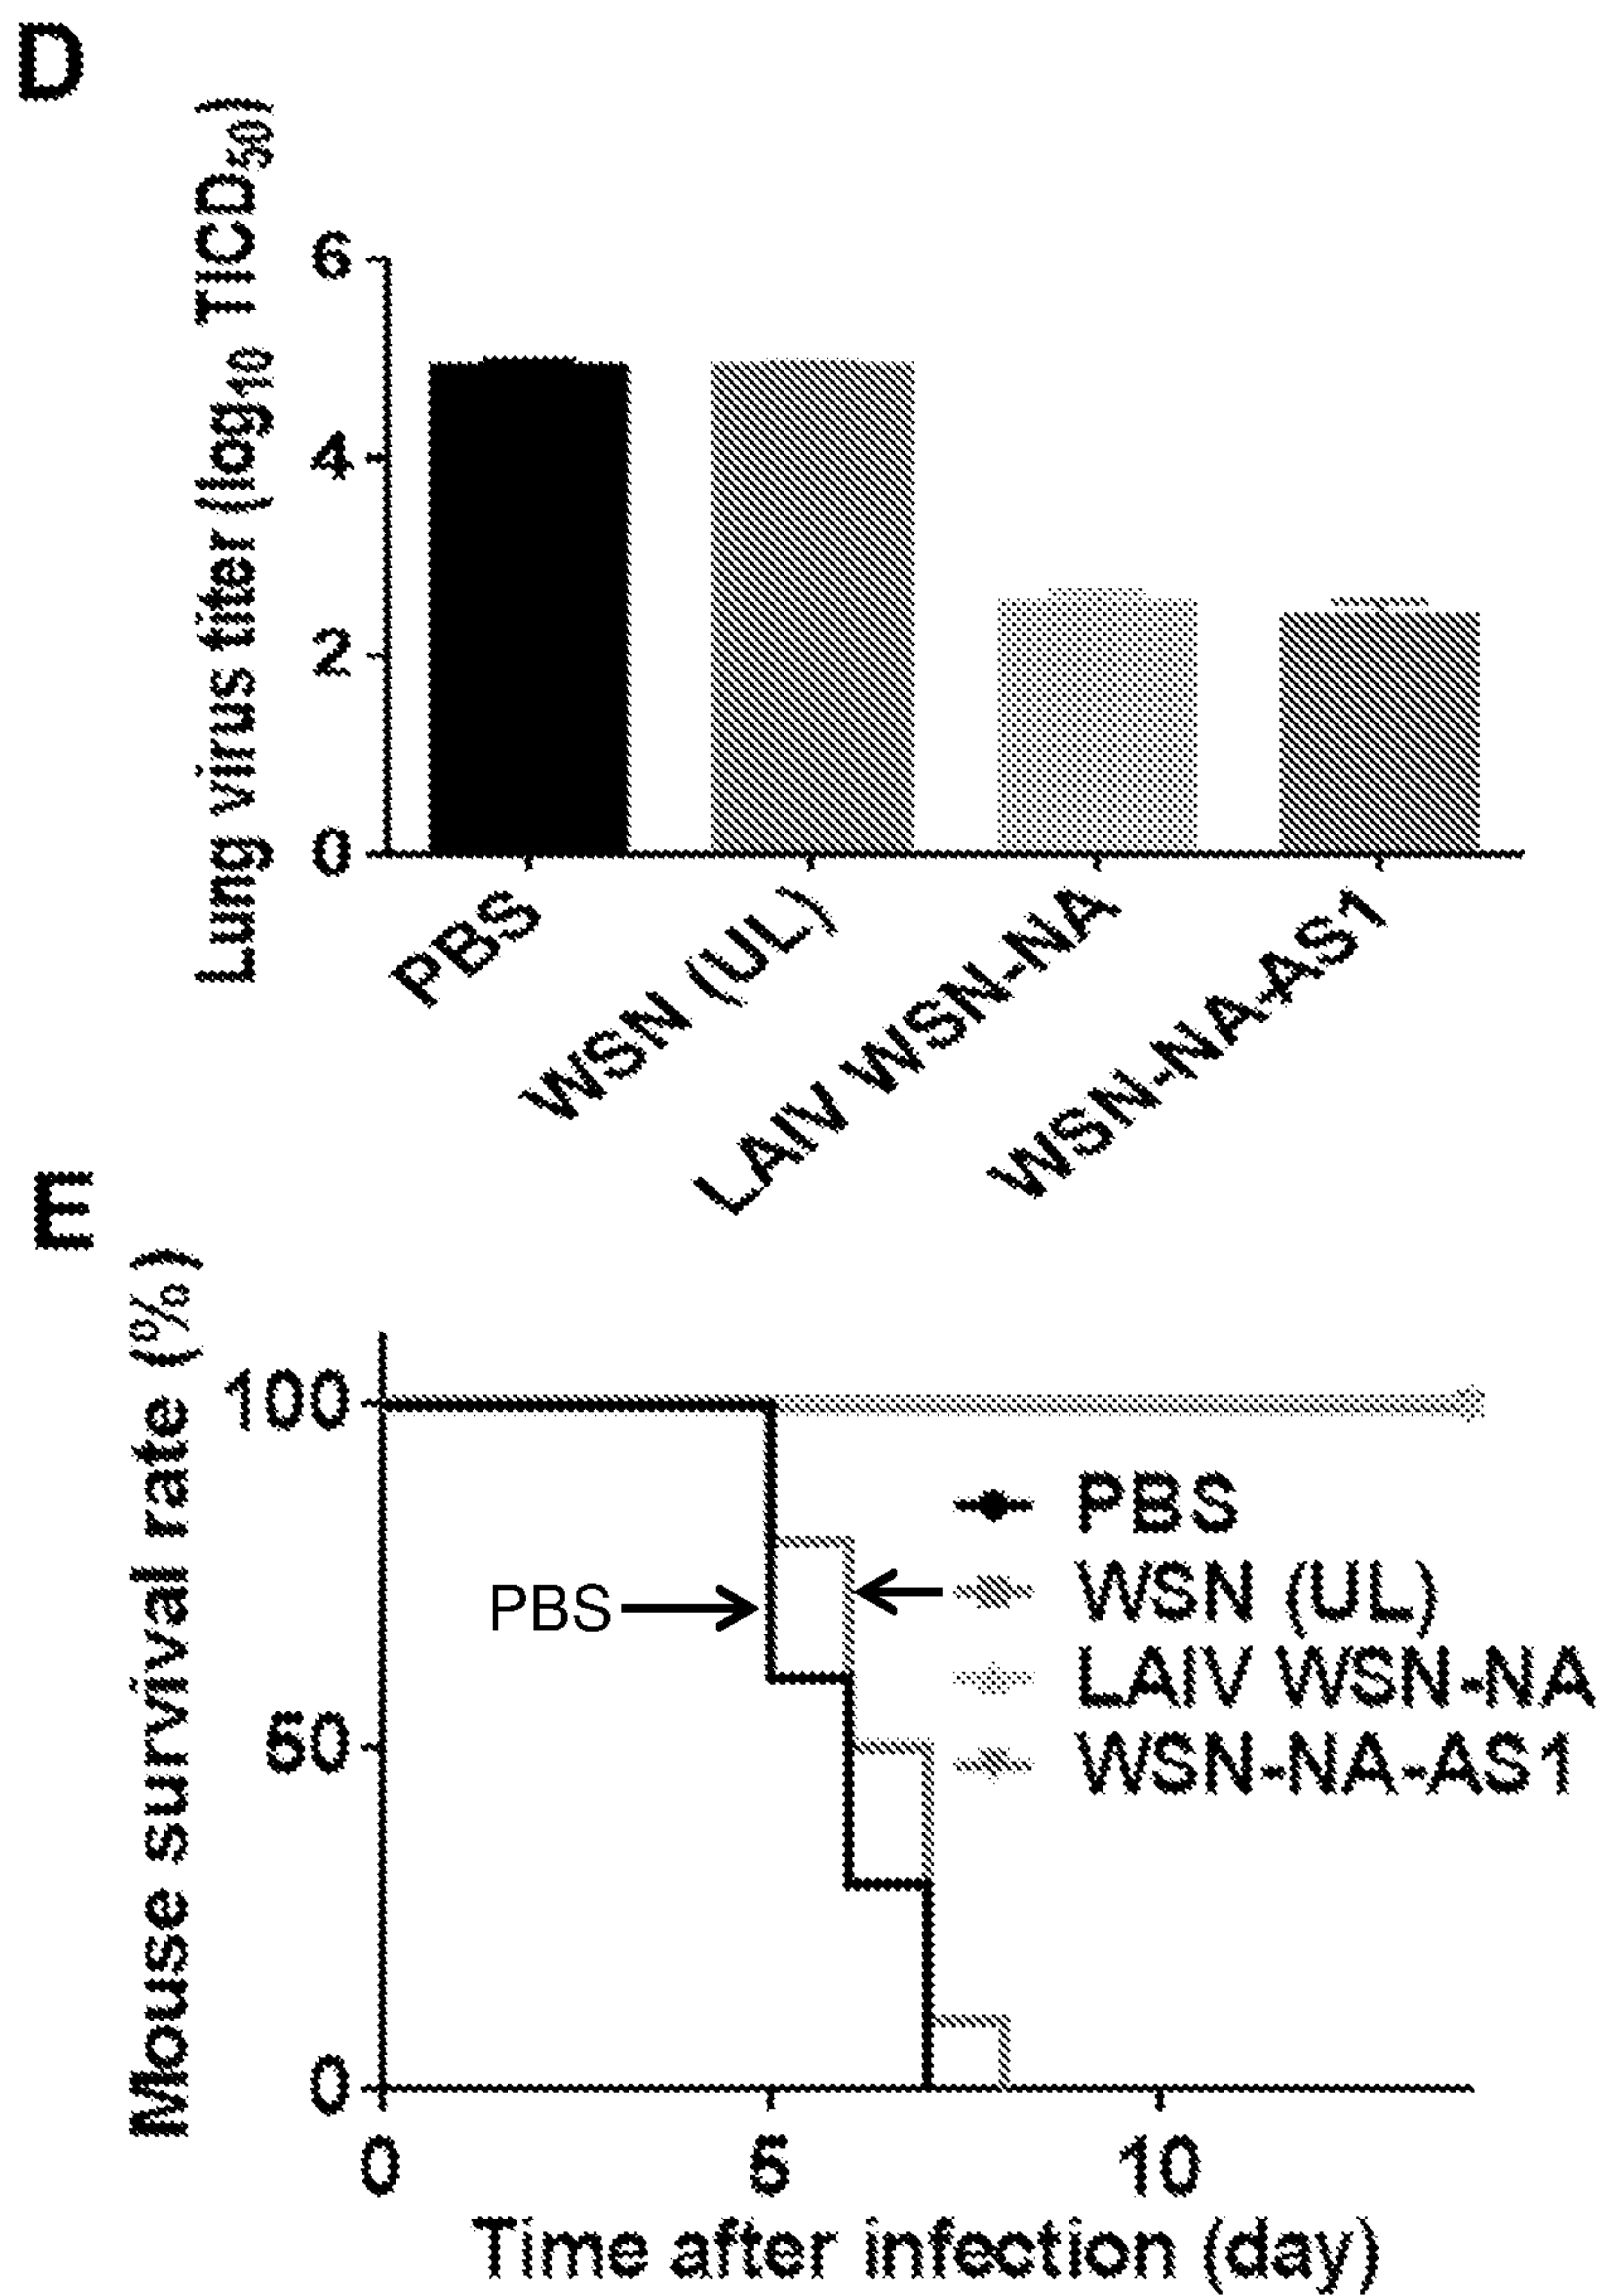 D
Lung virus titer (log10 TICD50)
6
4
2
0
PBS
WSN (UL)
LAIV WSN-NA
WSN-NA-AS1
E
Mouse survival rate (%)
100
50
0
PBS
PBS
WSN (UL)
LAIV WSN-NA
WSN-NA-AS1
0 5 10
Time after infection (day)